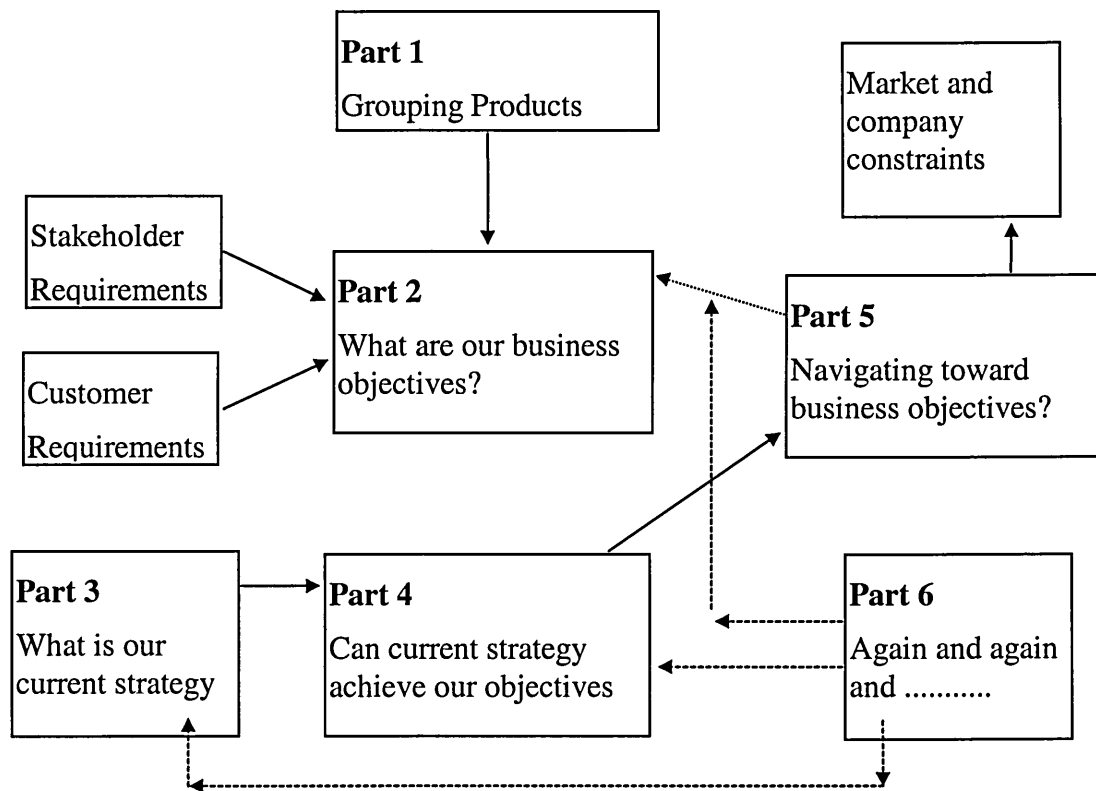 Part 1
Grouping Products
Market and
company
constraints
Stakeholder
Requirements
Part 2
What are our business
objectives?
Part 5
Navigating toward
business objectives?
Customer
Requirements
Part 3
What is our
current strategy
Part 4
Can current strategy
achieve our objectives
Part 6
Again and again
and ...........